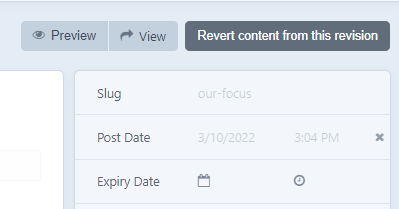 Preview View Revert content from this revision
Slug our-focus
Post Date 3/10/2022 3:04 PM
Expiry Date